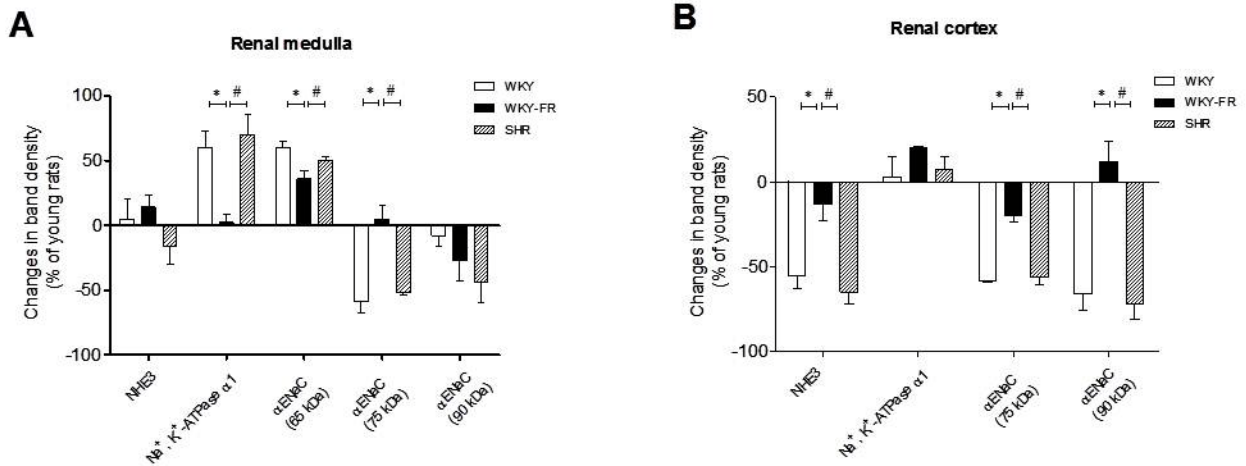 A
Renal medulla
Changes in band density
(% of young rats)
100
50
0
-50
-100
* #
* #
* #
WKY
WKY-FR
SHR
NHE3
Na+, K+-ATPase α1
αENaC
(65 kDa)
αENaC
(75 kDa)
αENaC
(90 kDa)
B
Renal cortex
Changes in band density
(% of young rats)
50
0
-50
-100
* #
* #
* #
WKY
WKY-FR
SHR
NHE3
Na+, K+-ATPase α1
αENaC
(75 kDa)
αENaC
(90 kDa)